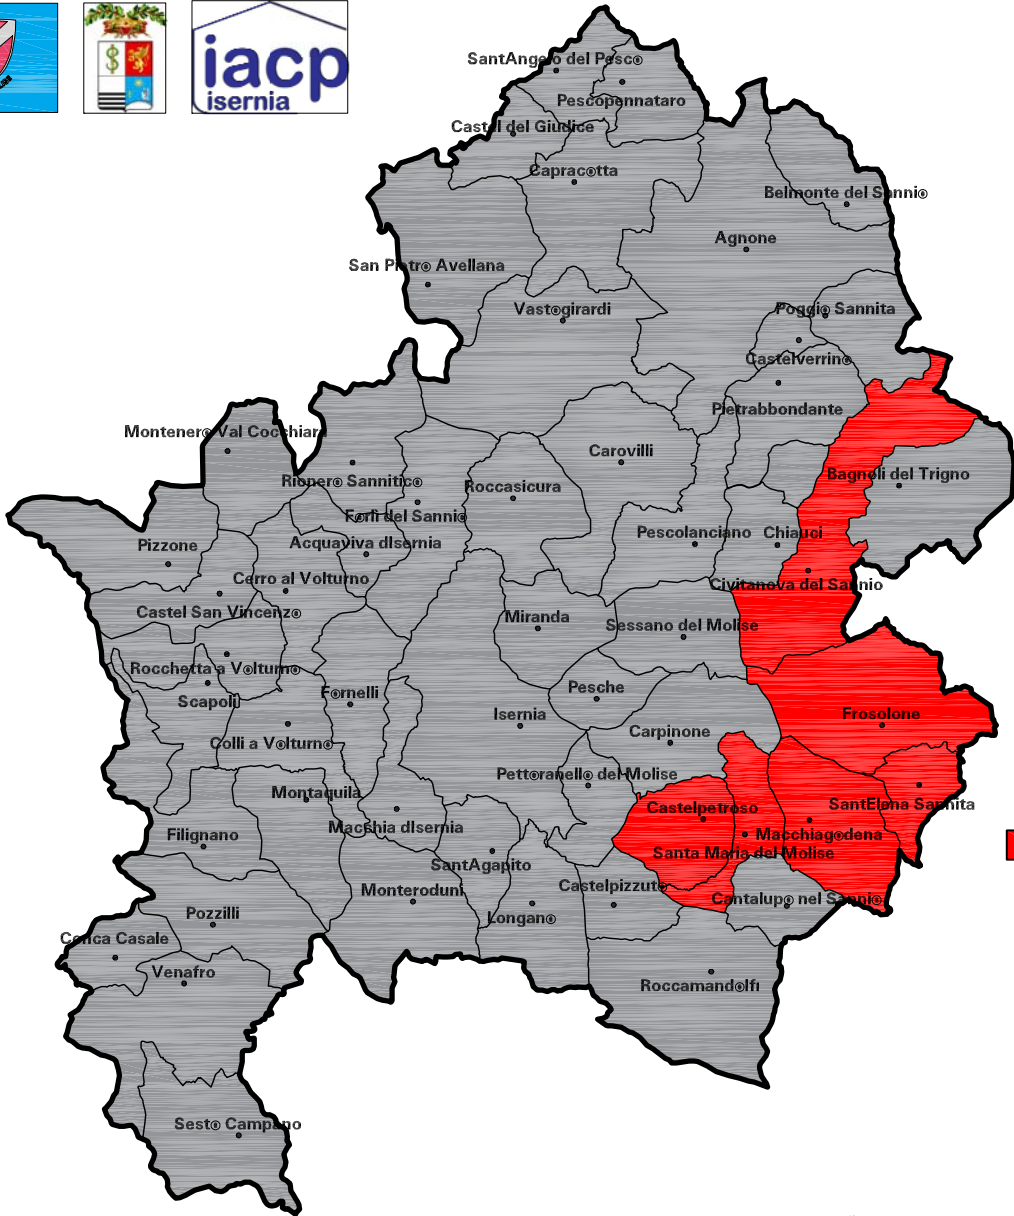 iacp
isernia
SantAngelo del Pesco
Pescopennataro
Castel del Giudice
Capracotta
Belmonte del Sannio
Agnone
San Pietro Avellana
Vastogirardi
Poggio Sannita
Castelverrino
Pietrabbondante
Montenero Val Cocchiara
Carovilli
Bagnoli del Trigno
Rionero Sannitico
Roccasicura
Forlì del Sannio
Pescolanciano
Chiauci
Pizzone
Acquaviva dIsernia
Cerro al Volturno
Civitanova del Sannio
Castel San Vincenzo
Miranda
Sessano del Molise
Rocchetta a Volturno
Scapoli
Fornelli
Pesche
Isernia
Frosolone
Carpinone
Colli a Volturno
Pettoranello del Molise
Montaquila
Castelpetroso
SantElena Sannita
Macchia dIsernia
Filignano
Macchiagodena
Santa Maria del Molise
SantAgapito
Castelpizzuto
Monteroduni
Cantalupo nel Sannio
Longano
Pozzilli
Conca Casale
Venafro
Roccamandolfi
Sesto Campano